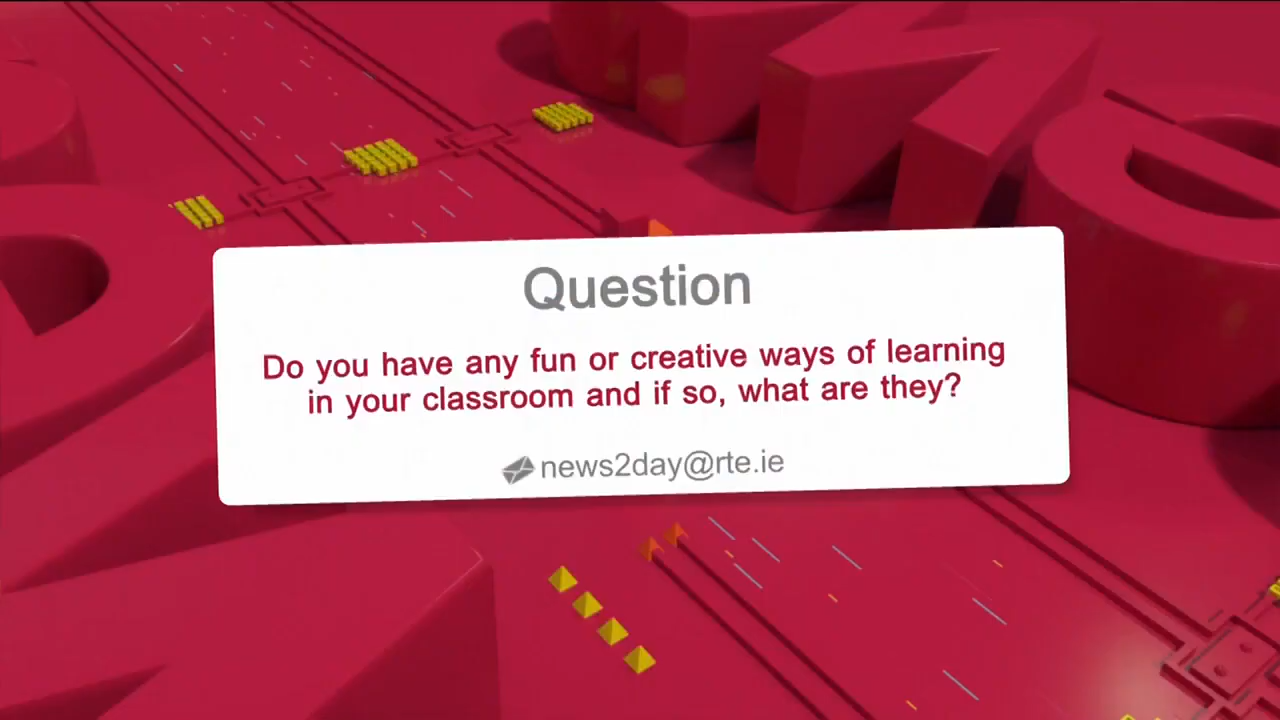 Question
Do you have any fun or creative ways of learning
in your classroom and if so, what are they?
news2day@rte.ie